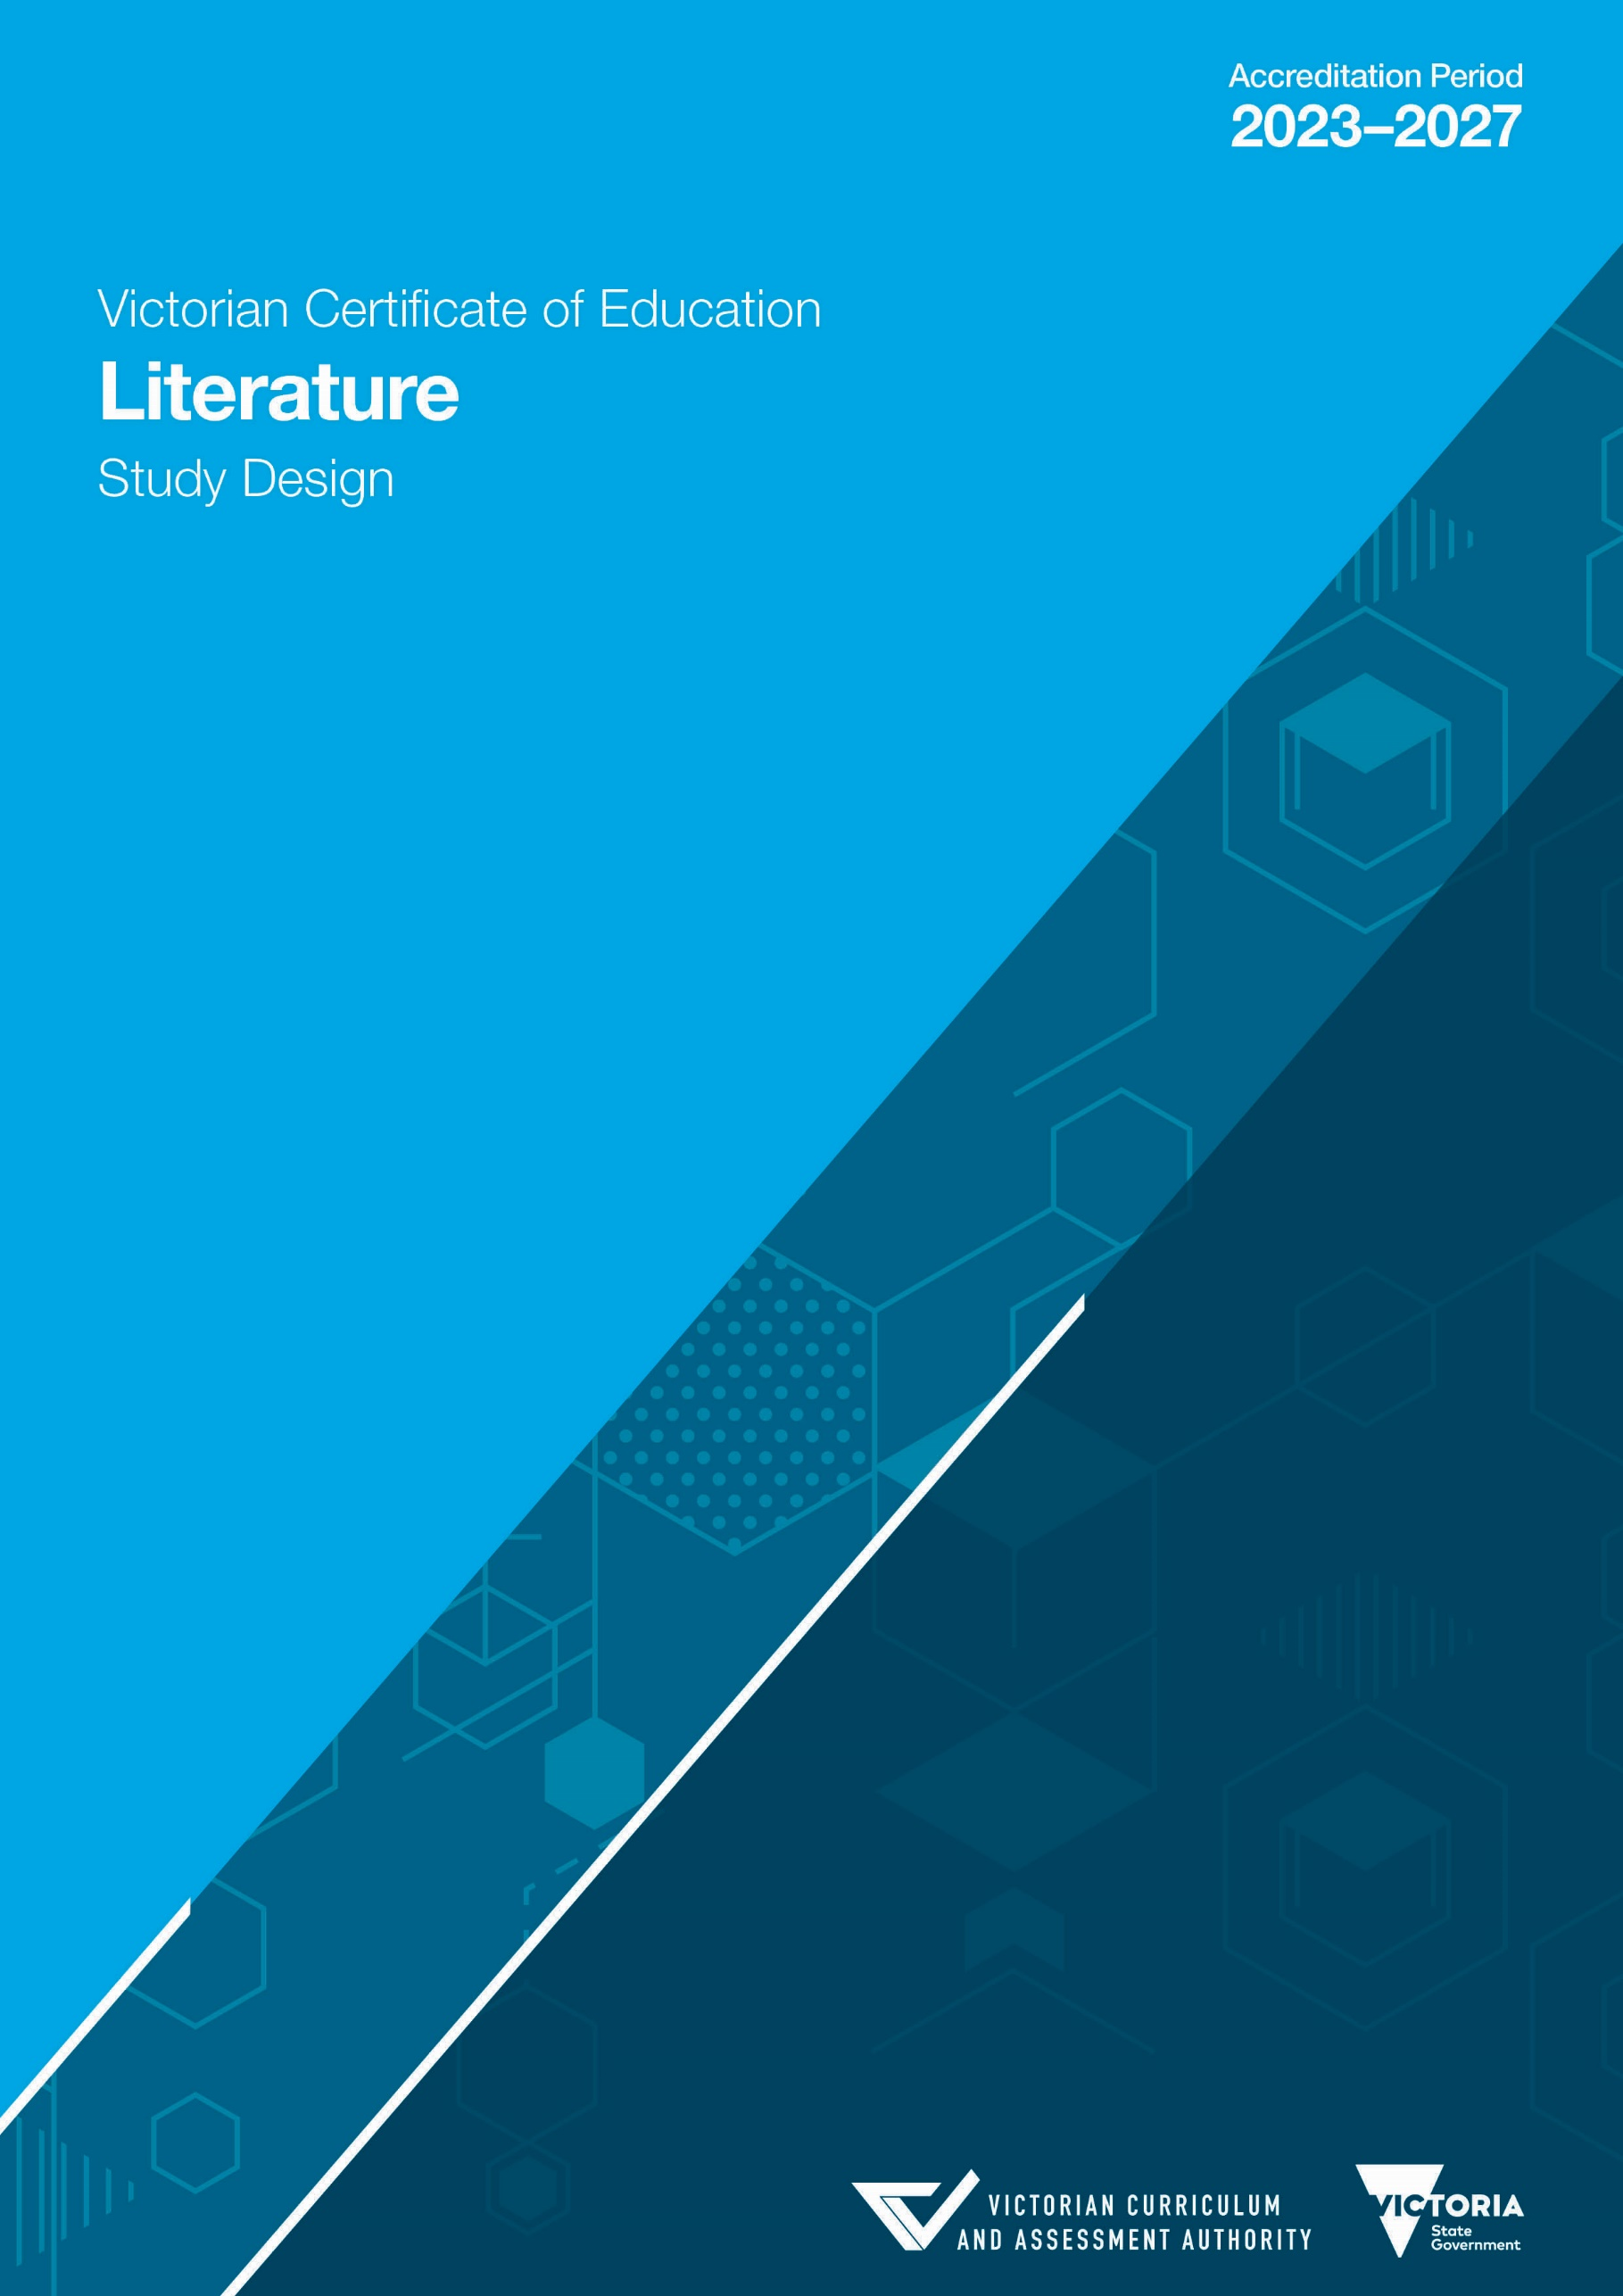 Accreditation Period
2023–2027
Victorian Certificate of Education
Literature
Study Design
VICTORIAN CURRICULUM
AND ASSESSMENT AUTHORITY
VICTORIA
State
Government